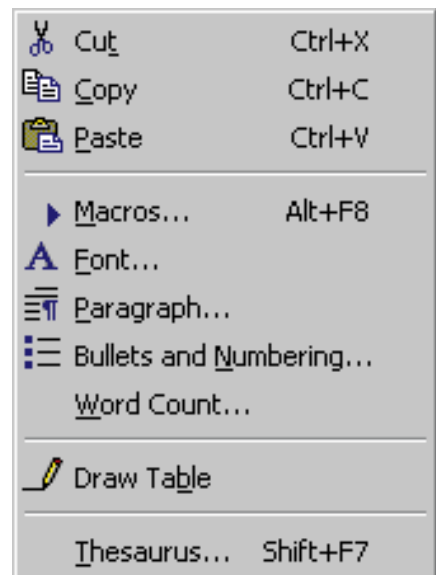 Cut Ctrl+X
Copy Ctrl+C
Paste Ctrl+V
Macros... Alt+F8
Font...
Paragraph...
Bullets and Numbering...
Word Count...
Draw Table
Thesaurus... Shift+F7